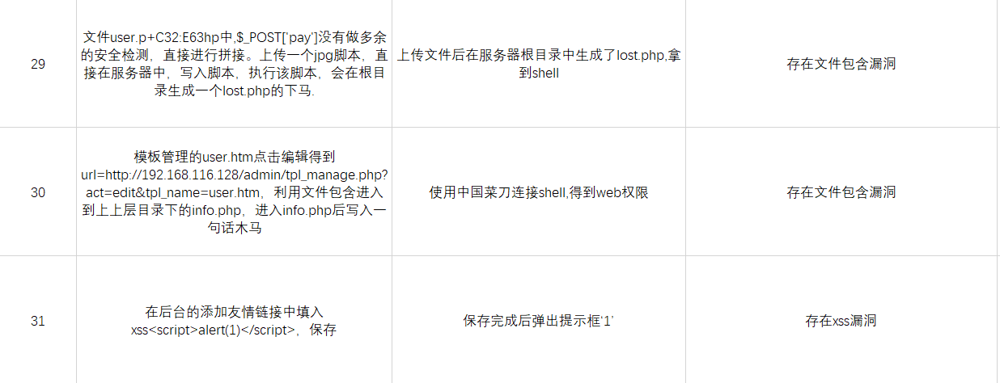 29
文件user.p+C32:E63hp中,$_POST['pay']没有做多余
的安全检测，直接进行拼接。上传一个jpg脚本，直
接在服务器中，写入脚本，执行该脚本，会在根目
录生成一个lost.php的下马.
上传文件后在服务器根目录中生成了lost.php,拿
到shell
存在文件包含漏洞
30
模板管理的user.htm点击编辑得到
url=http://192.168.116.128/admin/tpl_manage.php?
act=edit&tpl_name=user.htm，利用文件包含进入
到上上层目录下的info.php，进入info.php后写入一
句话木马
使用中国菜刀连接shell,得到web权限
存在文件包含漏洞
31
在后台的添加友情链接中填入
xss<script>alert(1)</script>，保存
保存完成后弹出提示框‘1’
存在xss漏洞